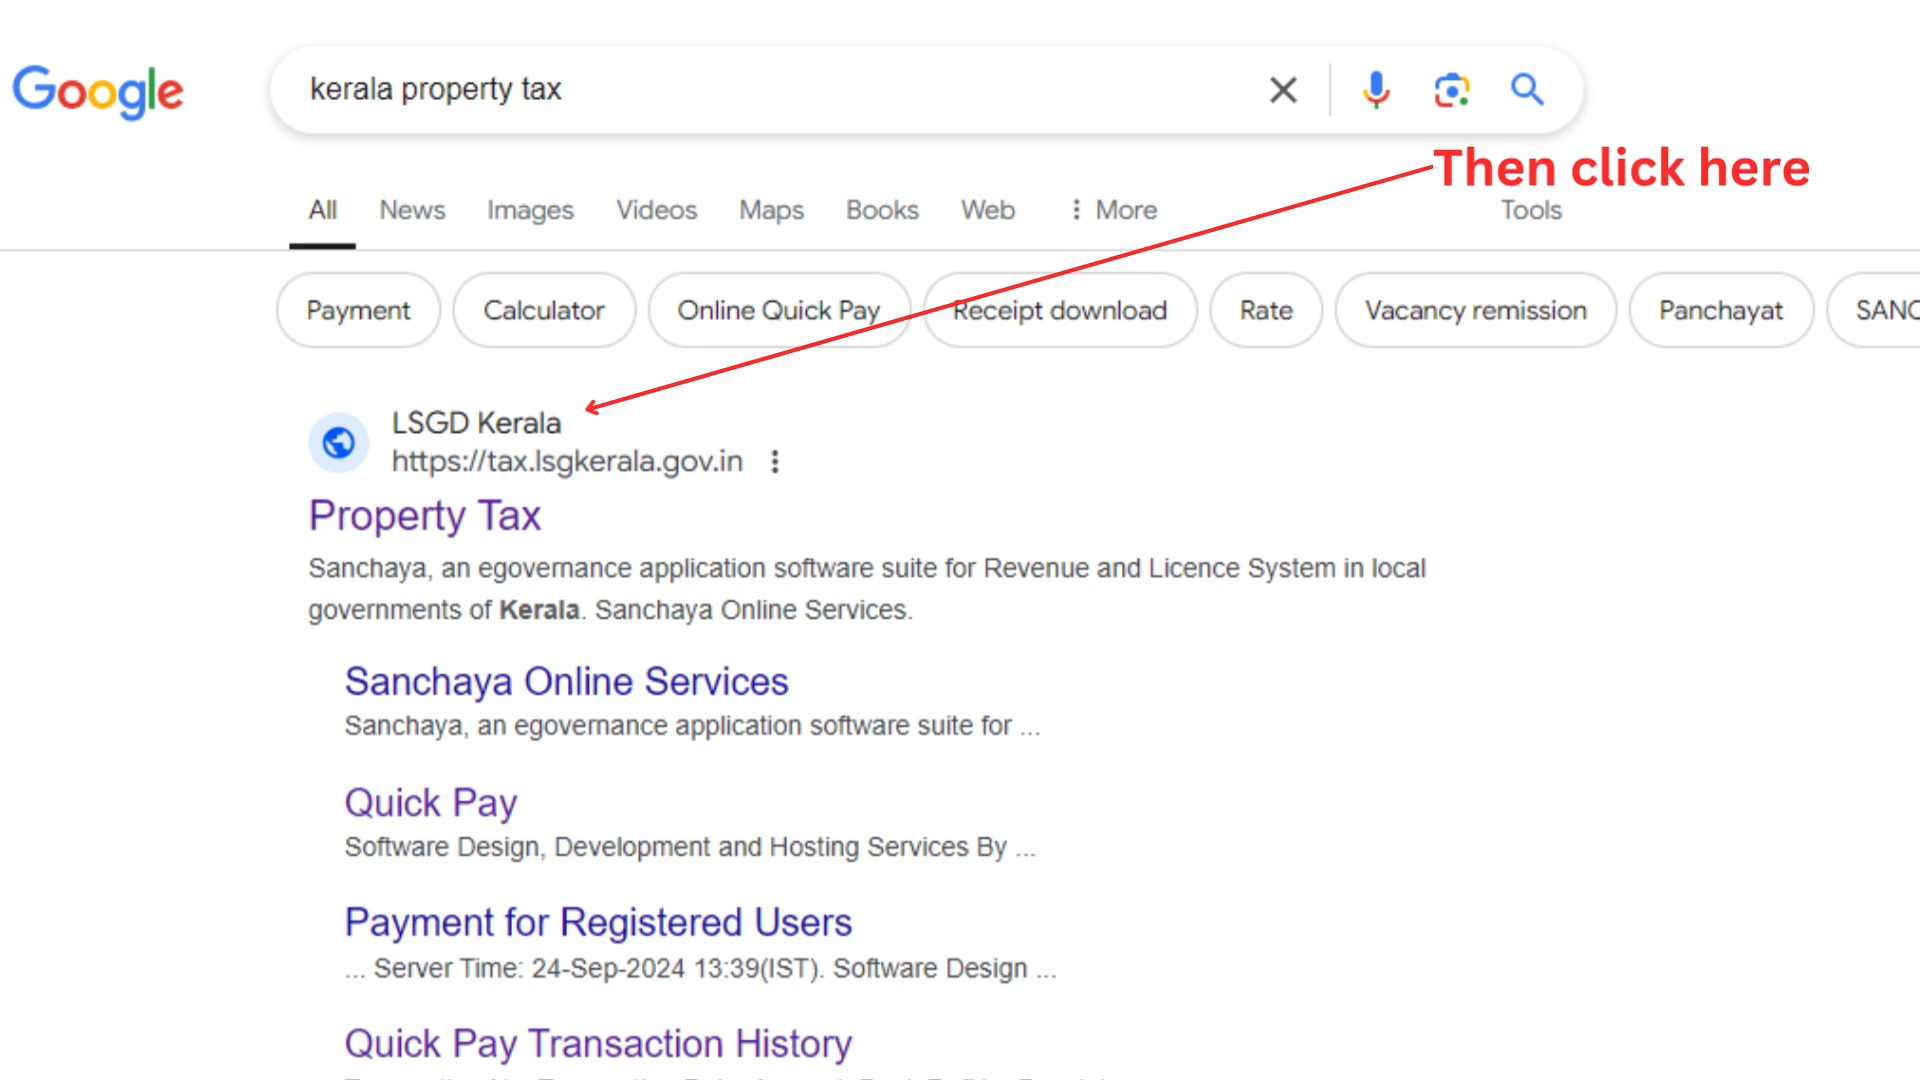 Google
kerala property tax
Then click here
All News Images Videos Maps Books Web More Tools
Payment Calculator Online Quick Pay Receipt download Rate Vacancy remission Panchayat SANC
LSGD Kerala
https://tax.lsgkerala.gov.in
Property Tax
Sanchaya, an egovernance application software suite for Revenue and Licence System in local
governments of Kerala. Sanchaya Online Services.
Sanchaya Online Services
Sanchaya, an egovernance application software suite for ...
Quick Pay
Software Design, Development and Hosting Services By ...
Payment for Registered Users
... Server Time: 24-Sep-2024 13:39(IST). Software Design ...
Quick Pay Transaction History